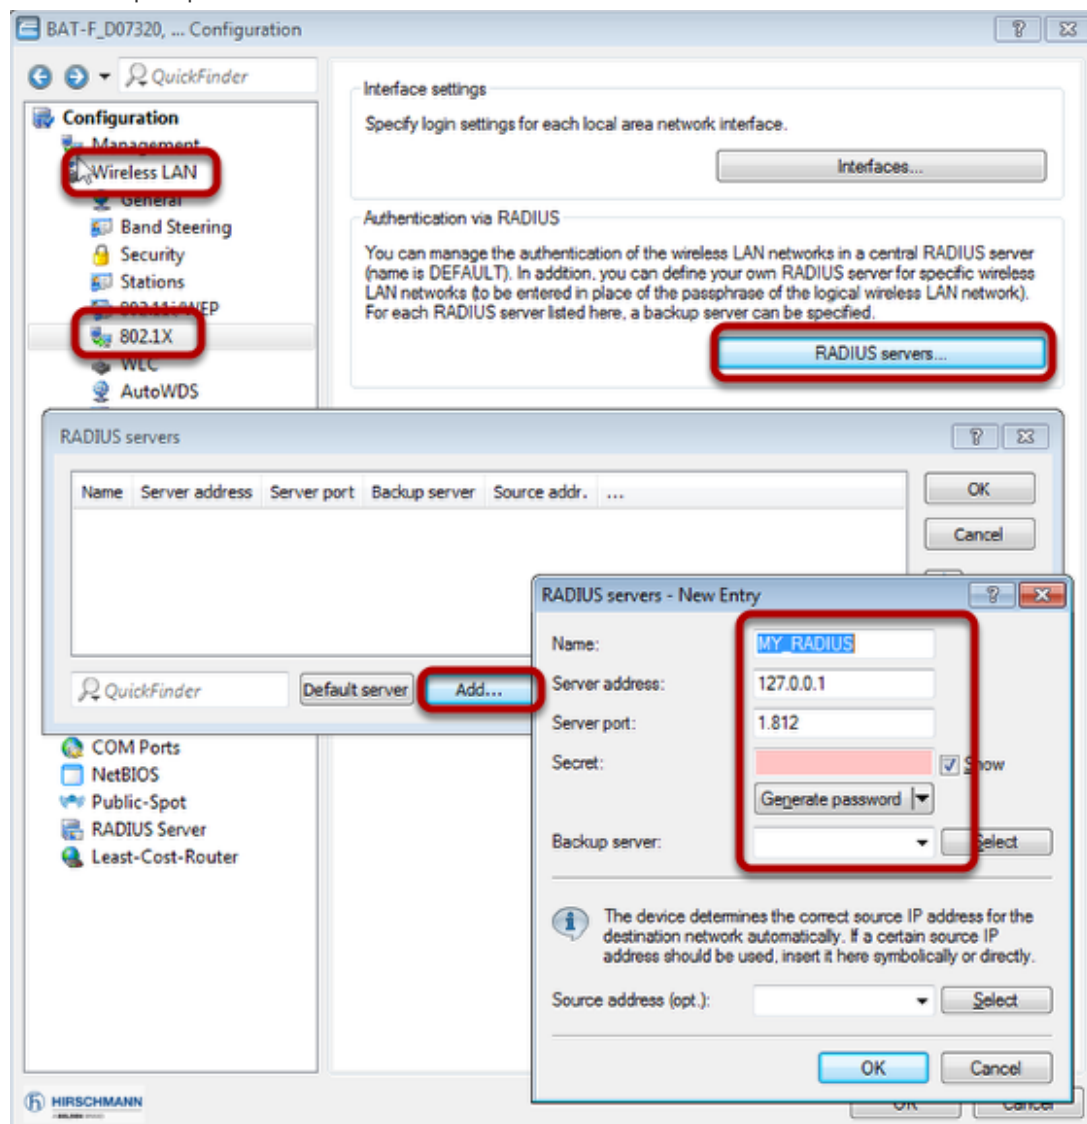 BAT-F_D07320, ... Configuration
QuickFinder
Configuration
Management
Wireless LAN
General
Band Steering
Security
Stations
802.11i/WEP
802.1X
WLC
AutoWDS
Interface settings
Specify login settings for each local area network interface.
Interfaces...
Authentication via RADIUS
You can manage the authentication of the wireless LAN networks in a central RADIUS server
(name is DEFAULT). In addition, you can define your own RADIUS server for specific wireless
LAN networks (to be entered in place of the passphrase of the logical wireless LAN network).
For each RADIUS server listed here, a backup server can be specified.
RADIUS servers...
RADIUS servers
Name Server address Server port Backup server Source addr. ...
OK
Cancel
QuickFinder
Default server
Add...
COM Ports
NetBIOS
Public-Spot
RADIUS Server
Least-Cost-Router
RADIUS servers - New Entry
Name: MY_RADIUS
Server address: 127.0.0.1
Server port: 1.812
Secret: Show
Generate password
Backup server: Select
The device determines the correct source IP address for the
destination network automatically. If a certain source IP
address should be used, insert it here symbolically or directly.
Source address (opt.): Select
OK Cancel
HIRSCHMANN
OK Cancel